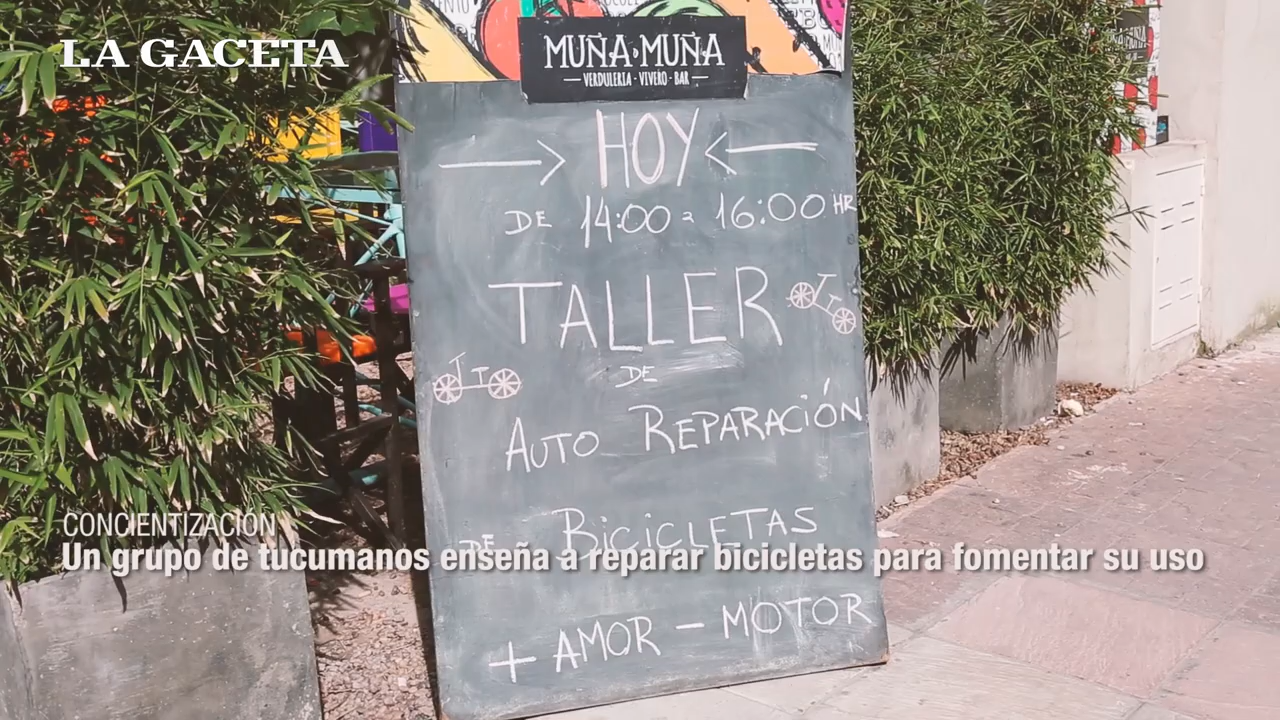 LA GACETA
MUÑA MUÑA
VERDULERIA · VIVERO · BAR
→ HOY ←
DE 14:00 a 16:00 HR
TALLER
DE
AUTO REPARACIÓN
DE BICICLETAS
+ AMOR - MOTOR
CONCIENTIZACIÓN
Un grupo de tucumanos enseña a reparar bicicletas para fomentar su uso